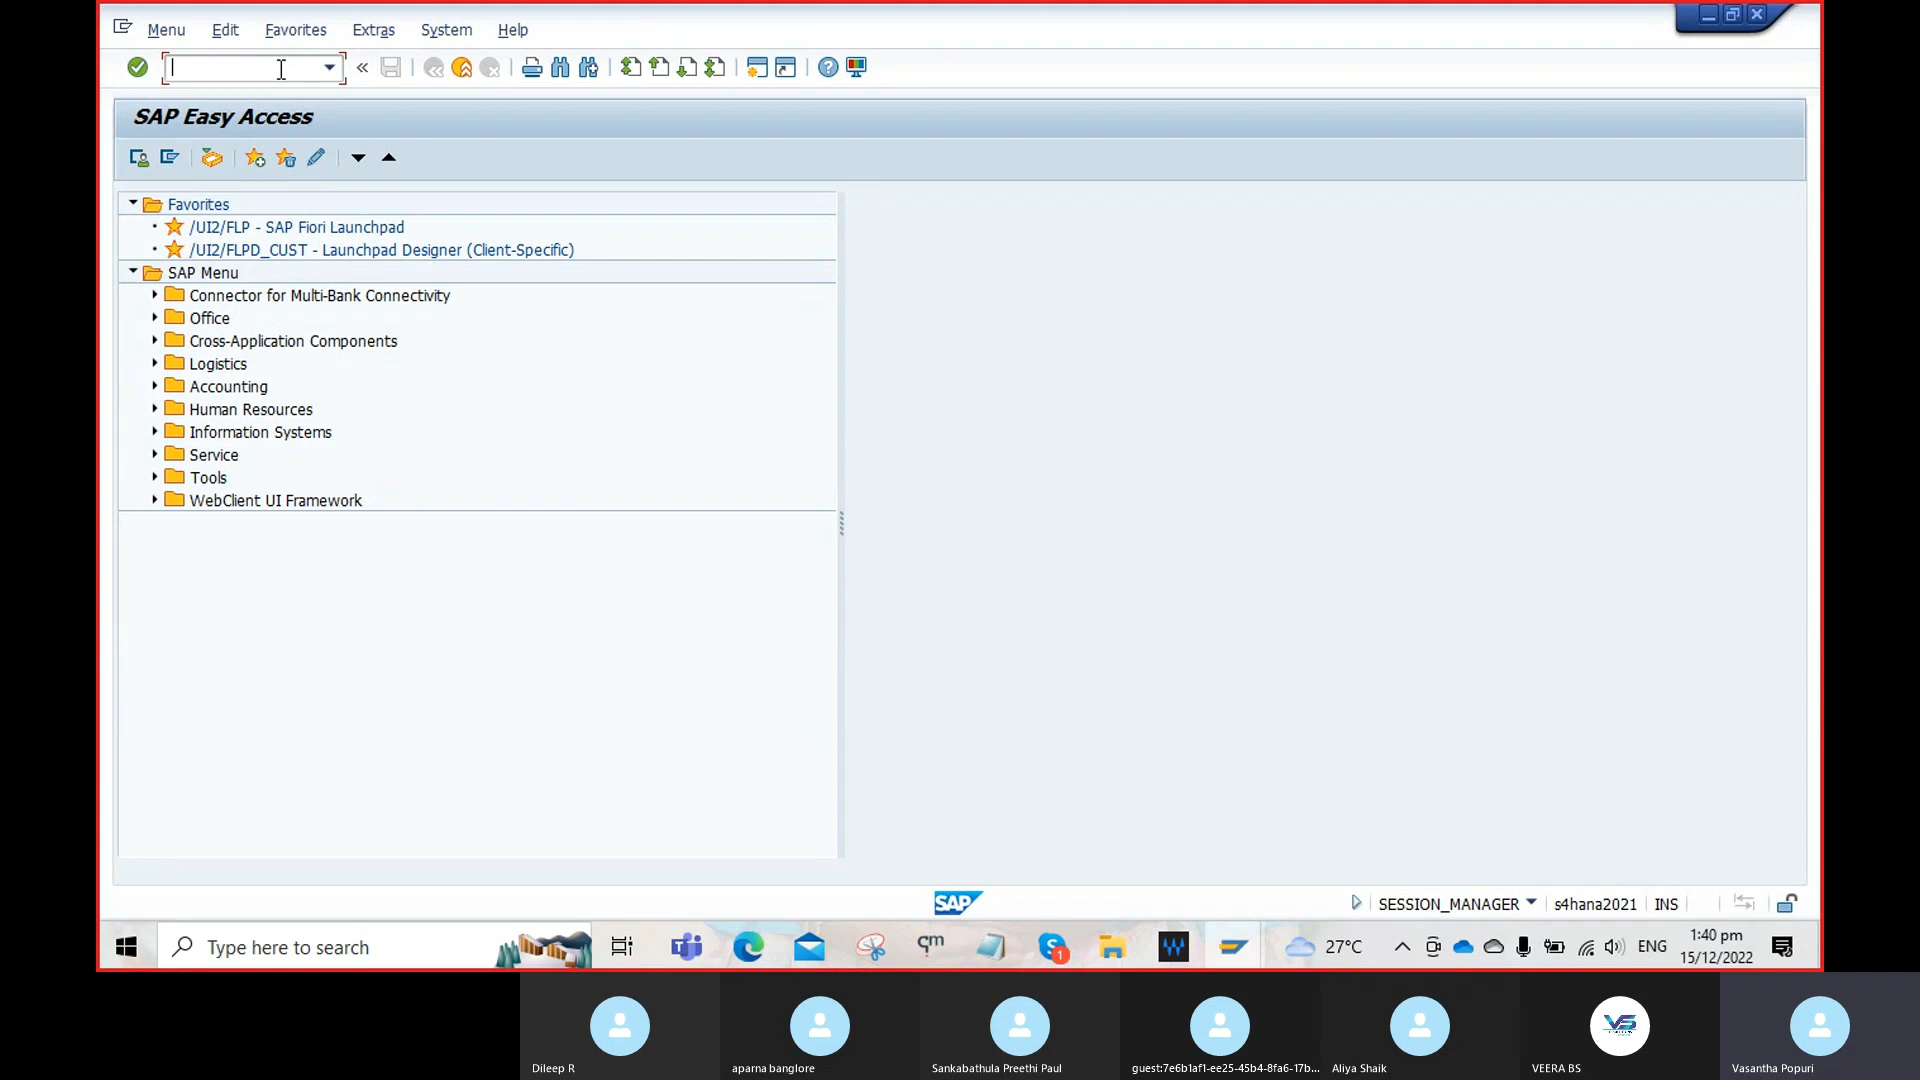 Menu Edit Favorites Extras System Help
SAP Easy Access
Favorites
/UI2/FLP - SAP Fiori Launchpad
/UI2/FLPD_CUST - Launchpad Designer (Client-Specific)
SAP Menu
Connector for Multi-Bank Connectivity
Office
Cross-Application Components
Logistics
Accounting
Human Resources
Information Systems
Service
Tools
WebClient UI Framework
SAP SESSION_MANAGER s4hana2021 INS
Type here to search 1 27°C ENG 1:40 pm
15/12/2022
VS
Dileep R aparna banglore Sankabathula Preethi Paul guest:7e6b1af1-ee25-45b4-8fa6-17b... Aliya Shaik VEERA BS Vasantha Popuri